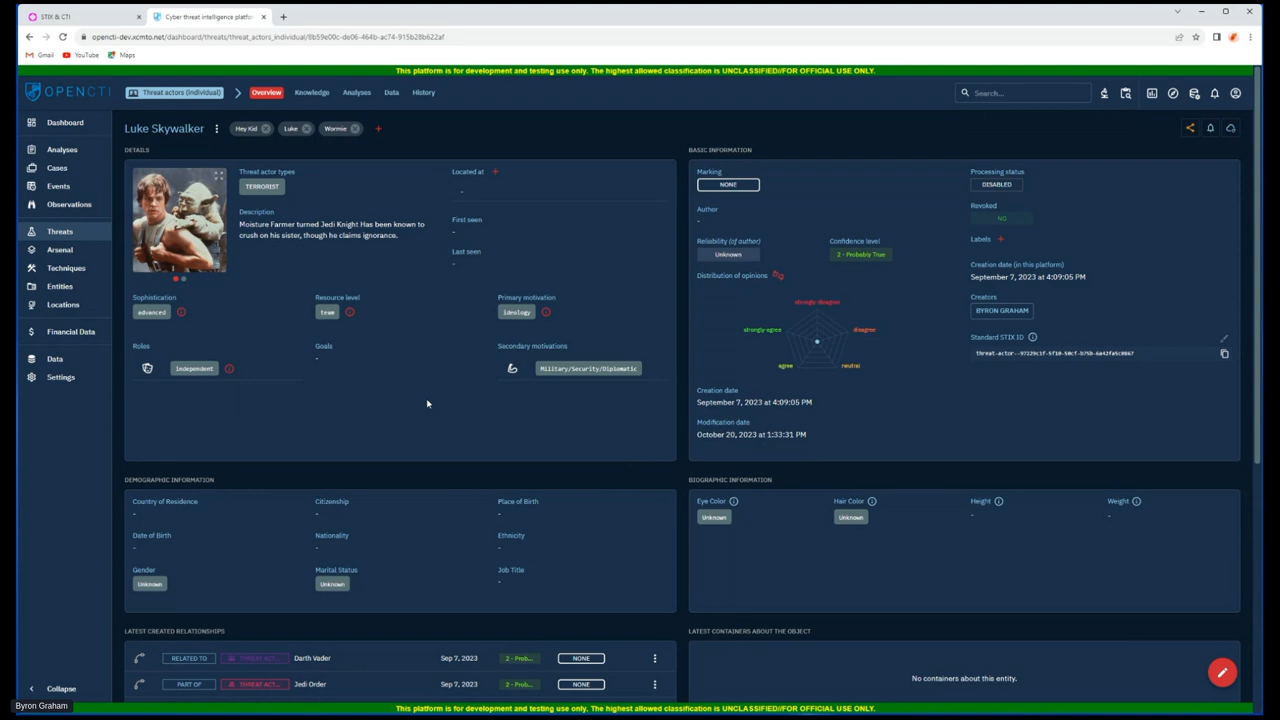 STIX & CTI
Cyber threat intelligence platfo
opencti-dev.xcmto.net/dashboard/threats/threat_actors_individual/8b59e00c-de06-464b-ac74-915b28b622af
Gmail YouTube Maps
This platform is for development and testing use only. The highest allowed classification is UNCLASSIFIED//FOR OFFICIAL USE ONLY.
OPENCTI Threat actors (individual) Overview Knowledge Analyses Data History Search...
Dashboard
Analyses
Cases
Events
Observations
Threats
Arsenal
Techniques
Entities
Locations
Financial Data
Data
Settings
Collapse
Luke Skywalker Hey Kid Luke Wormie
DETAILS
Threat actor types
TERRORIST
Description
Moisture Farmer turned Jedi Knight Has been known to
crush on his sister, though he claims ignorance.
Located at
-
First seen
-
Last seen
-
Sophistication
advanced
Resource level
team
Primary motivation
ideology
Roles
independent
Goals
-
Secondary motivations
Military/Security/Diplomatic
BASIC INFORMATION
Marking
NONE
Author
-
Reliability (of author)
Unknown
Confidence level
2 - Probably True
Distribution of opinions
strongly-disagree
strongly-agree
disagree
agree
neutral
Creation date
September 7, 2023 at 4:09:05 PM
Modification date
October 20, 2023 at 1:33:31 PM
Processing status
DISABLED
Revoked
NO
Labels
Creation date (in this platform)
September 7, 2023 at 4:09:05 PM
Creators
BYRON GRAHAM
Standard STIX ID
DEMOGRAPHIC INFORMATION
Country of Residence
-
Citizenship
-
Place of Birth
-
Date of Birth
-
Nationality
-
Ethnicity
-
Gender
Unknown
Marital Status
Unknown
Job Title
-
BIOGRAPHIC INFORMATION
Eye Color
Unknown
Hair Color
Unknown
Height
-
Weight
-
LATEST CREATED RELATIONSHIPS
RELATED TO THREAT ACT... Darth Vader Sep 7, 2023 2 - Prob... NONE
PART OF THREAT ACT... Jedi Order Sep 7, 2023 2 - Prob... NONE
LATEST CONTAINERS ABOUT THE OBJECT
No containers about this entity.
Byron Graham
This platform is for development and testing use only. The highest allowed classification is UNCLASSIFIED//FOR OFFICIAL USE ONLY.